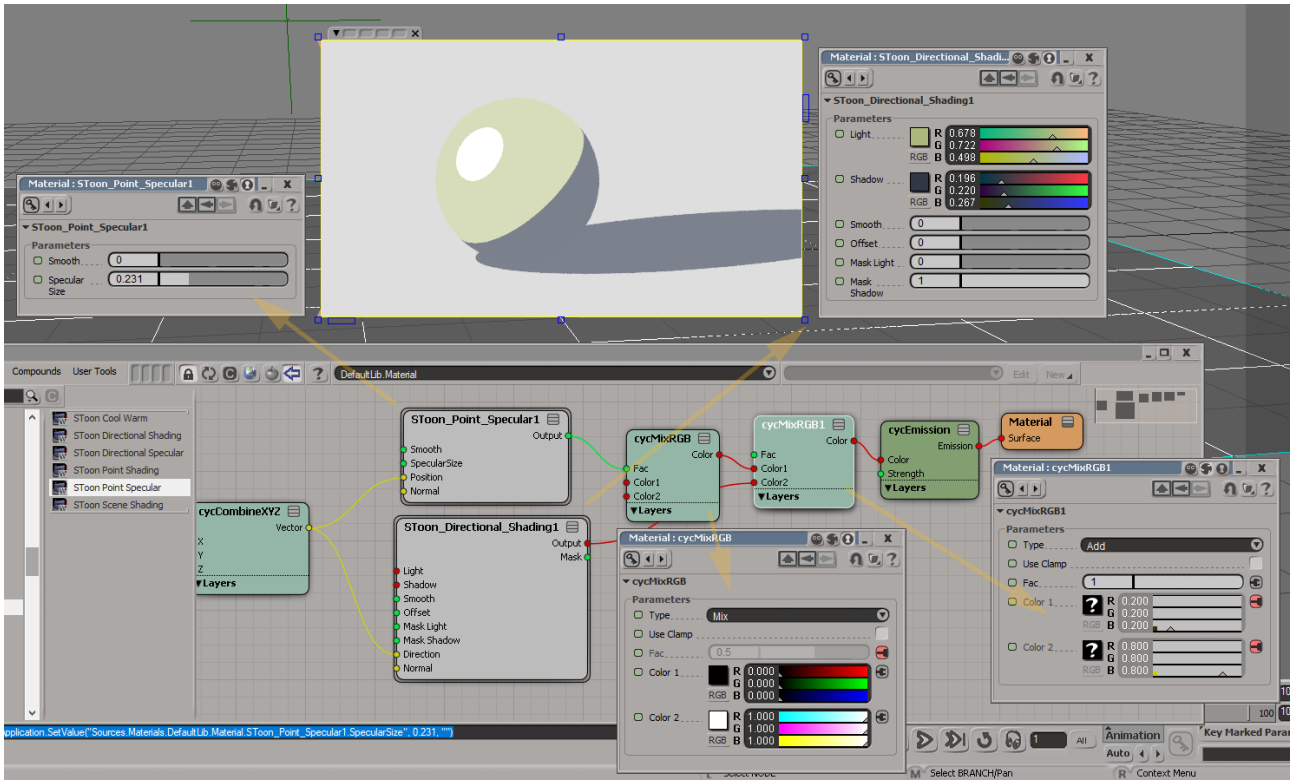 Material : SToon_Directional_Shadi...
SToon_Directional_Shading1
Parameters
Light
R 0.678
G 0.722
RGB B 0.498
Shadow
R 0.196
G 0.220
RGB B 0.267
Smooth 0
Offset 0
Mask Light 0
Mask Shadow 1
Material : SToon_Point_Specular1
SToon_Point_Specular1
Parameters
Smooth 0
Specular Size 0.231
Compounds User Tools
DefaultLib.Material
Edit New
SToon Cool Warm
SToon Directional Shading
SToon Directional Specular
SToon Point Shading
SToon Point Specular
SToon Scene Shading
cycCombineXYZ
Vector
X
Y
Z
Layers
SToon_Point_Specular1
Output
Smooth
SpecularSize
Position
Normal
SToon_Directional_Shading1
Output
Mask
Light
Shadow
Smooth
Offset
Mask Light
Mask Shadow
Direction
Normal
cycMixRGB
Color
Fac
Color1
Color2
Layers
cycMixRGB1
Color
Fac
Color1
Color2
Layers
cycEmission
Emission
Color
Strength
Layers
Material
Surface
Material : cycMixRGB
cycMixRGB
Parameters
Type Mix
Use Clamp
Fac 0.5
Color 1
R 0.000
G 0.000
RGB B 0.000
Color 2
R 1.000
G 1.000
RGB B 1.000
Material : cycMixRGB1
cycMixRGB1
Parameters
Type Add
Use Clamp
Fac 1
Color 1
R 0.200
G 0.200
RGB B 0.200
Color 2
R 0.800
G 0.800
RGB B 0.800
100
pplication.SetValue("Sources.Materials.DefaultLib.Material.SToon_Point_Specular1.SpecularSize", 0.231, "")
1 All
Animation
Auto
Key Marked Parar
Select NODE
M Select BRANCH/Pan
R Context Menu